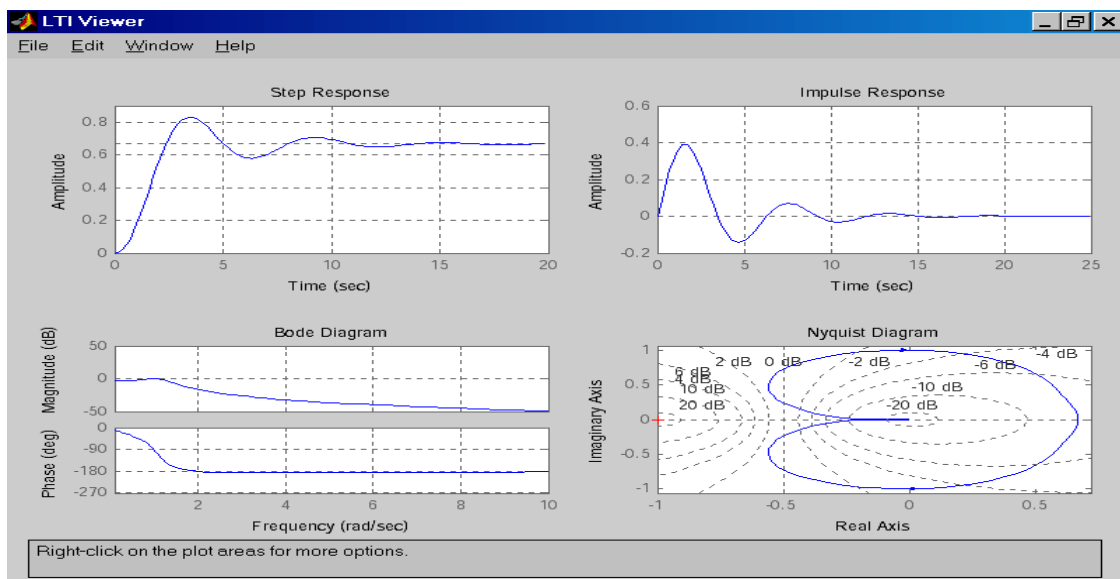 LTI Viewer
File Edit Window Help
Step Response
Amplitude
0.8
0.6
0.4
0.2
0
0 5 10 15 20
Time (sec)
Impulse Response
Amplitude
0.6
0.4
0.2
0
-0.2
0 5 10 15 20 25
Time (sec)
Bode Diagram
Magnitude (dB)
50
0
-50
Phase (deg)
0
-90
-180
-270
2 4 6 8 10
Frequency (rad/sec)
Nyquist Diagram
Imaginary Axis
1
0.5
0
-0.5
-1
2 dB 0 dB -2 dB -4 dB
6 dB -6 dB
4 dB
10 dB -10 dB
20 dB -20 dB
-1 -0.5 0 0.5
Real Axis
Right-click on the plot areas for more options.